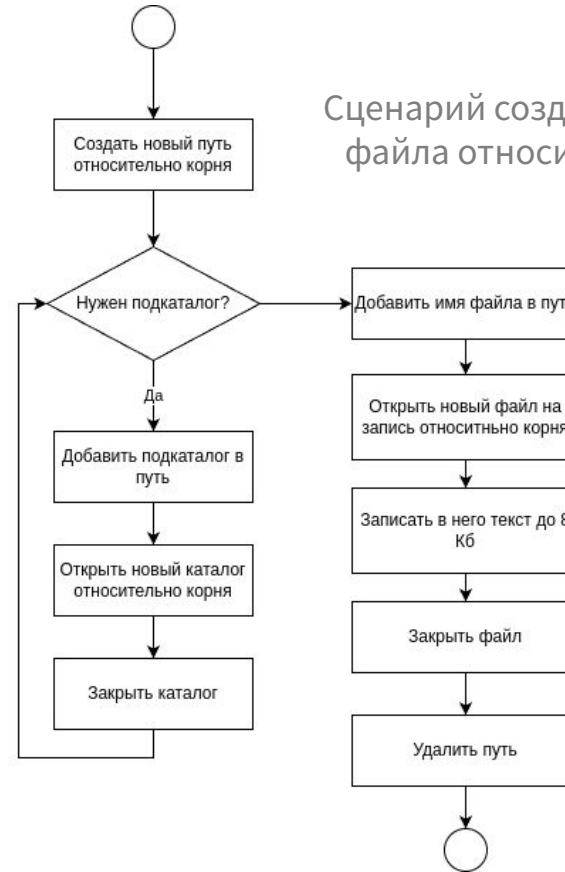 Сценарий созд
файла относи
Создать новый путь
относительно корня
Нужен подкаталог?
Да
Добавить подкаталог в
путь
Открыть новый каталог
относительно корня
Закрыть каталог
Добавить имя файла в пут
Открыть новый файл на
запись относитньно корня
Записать в него текст до 8
Кб
Закрыть файл
Удалить путь